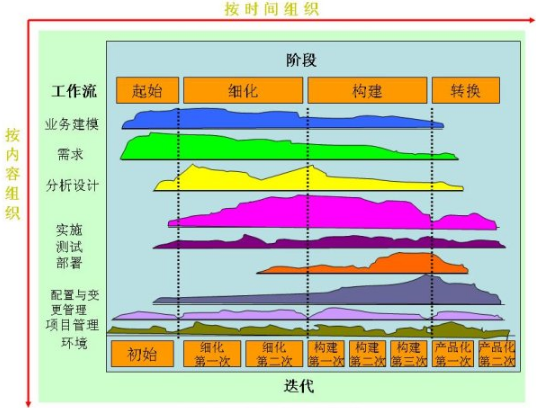 按时间组织
按内容组织
阶段
工作流
起始
细化
构建
转换
业务建模
需求
分析设计
实施
测试
部署
配置与变
更管理
项目管理
环境
初始
细化
第一次
细化
第二次
构建
第一次
构建
第二次
构建
第三次
产品化
第一次
产品化
第二次
迭代